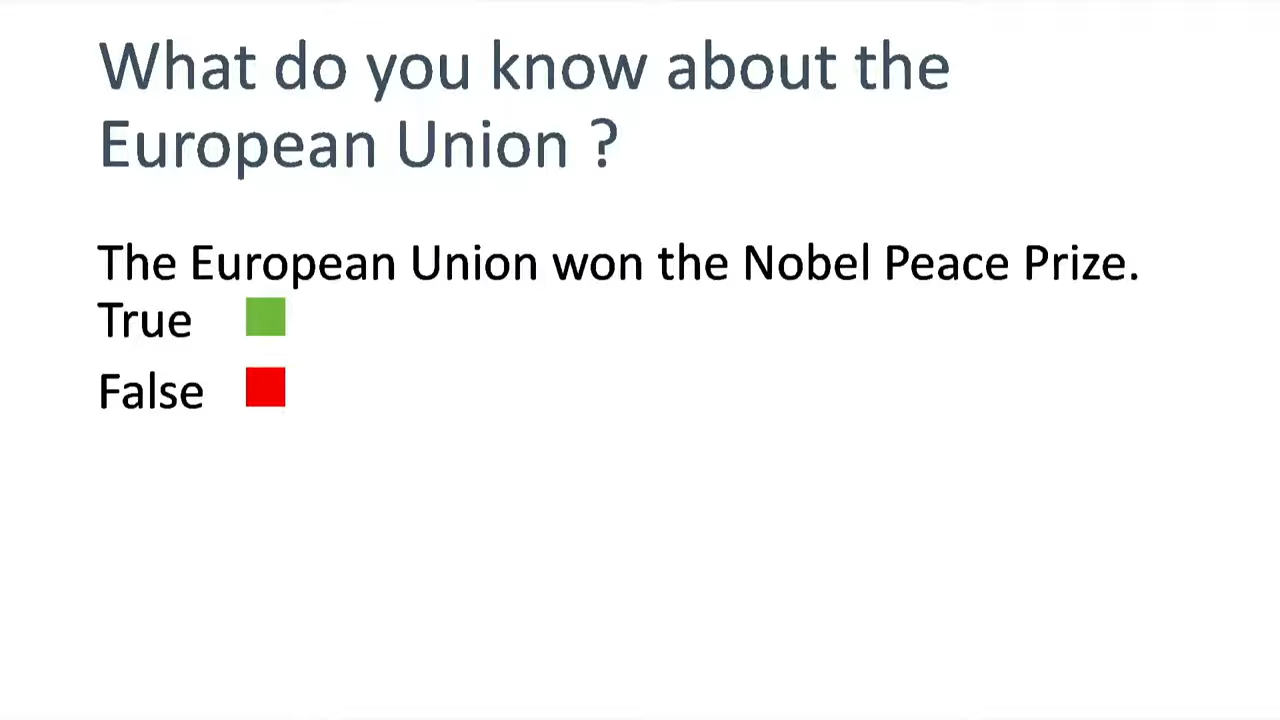 What do you know about the
European Union ?
The European Union won the Nobel Peace Prize.
True
False